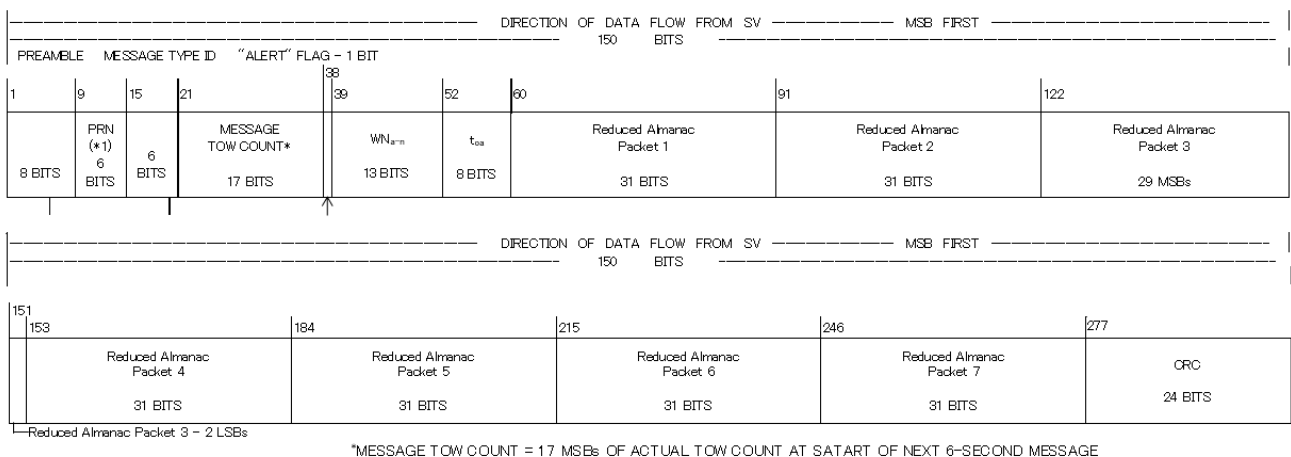 DIRECTION OF DATA FLOW FROM SV MSB FIRST
150 BITS
PREAMBLE MESSAGE TYPE ID "ALERT" FLAG - 1 BIT
38
1 9 15 21 39 52 60 91 122
8 BITS
PRN
(*1)
6
BITS
6
BITS
MESSAGE
TOW COUNT*
17 BITS
WNa-n
13 BITS
toa
8 BITS
Reduced Almanac
Packet 1
31 BITS
Reduced Almanac
Packet 2
31 BITS
Reduced Almanac
Packet 3
29 MSBs
DIRECTION OF DATA FLOW FROM SV MSB FIRST
150 BITS
151
153 184 215 246 277
Reduced Almanac
Packet 4
31 BITS
Reduced Almanac
Packet 5
31 BITS
Reduced Almanac
Packet 6
31 BITS
Reduced Almanac
Packet 7
31 BITS
CRC
24 BITS
Reduced Almanac Packet 3 - 2 LSBs
*MESSAGE TOW COUNT = 17 MSBs OF ACTUAL TOW COUNT AT SATART OF NEXT 6-SECOND MESSAGE